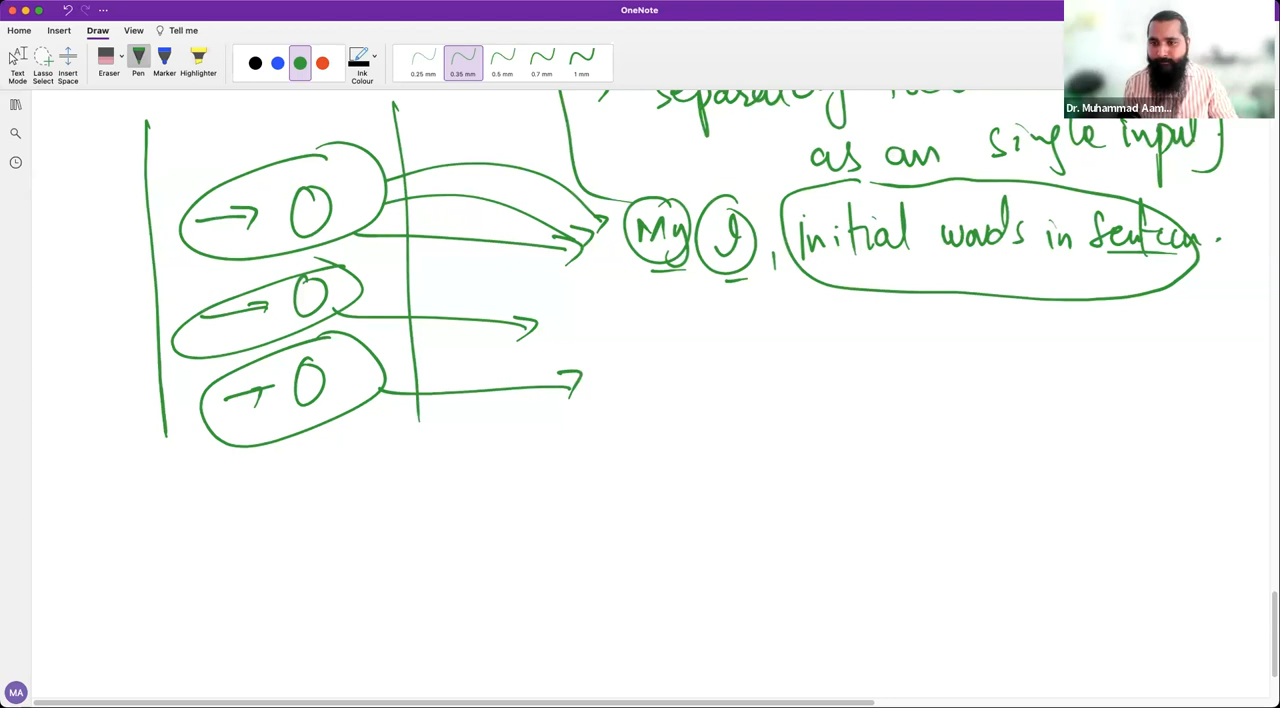 OneNote
Home Insert Draw View Tell me
Text Mode Lasso Select Insert Space Eraser Pen Marker Highlighter Ink Colour 0.25 mm 0.35 mm 0.5 mm 0.7 mm 1 mm
Dr. Muhammad Aam...
separately
as an single input
My I, initial words in
MA